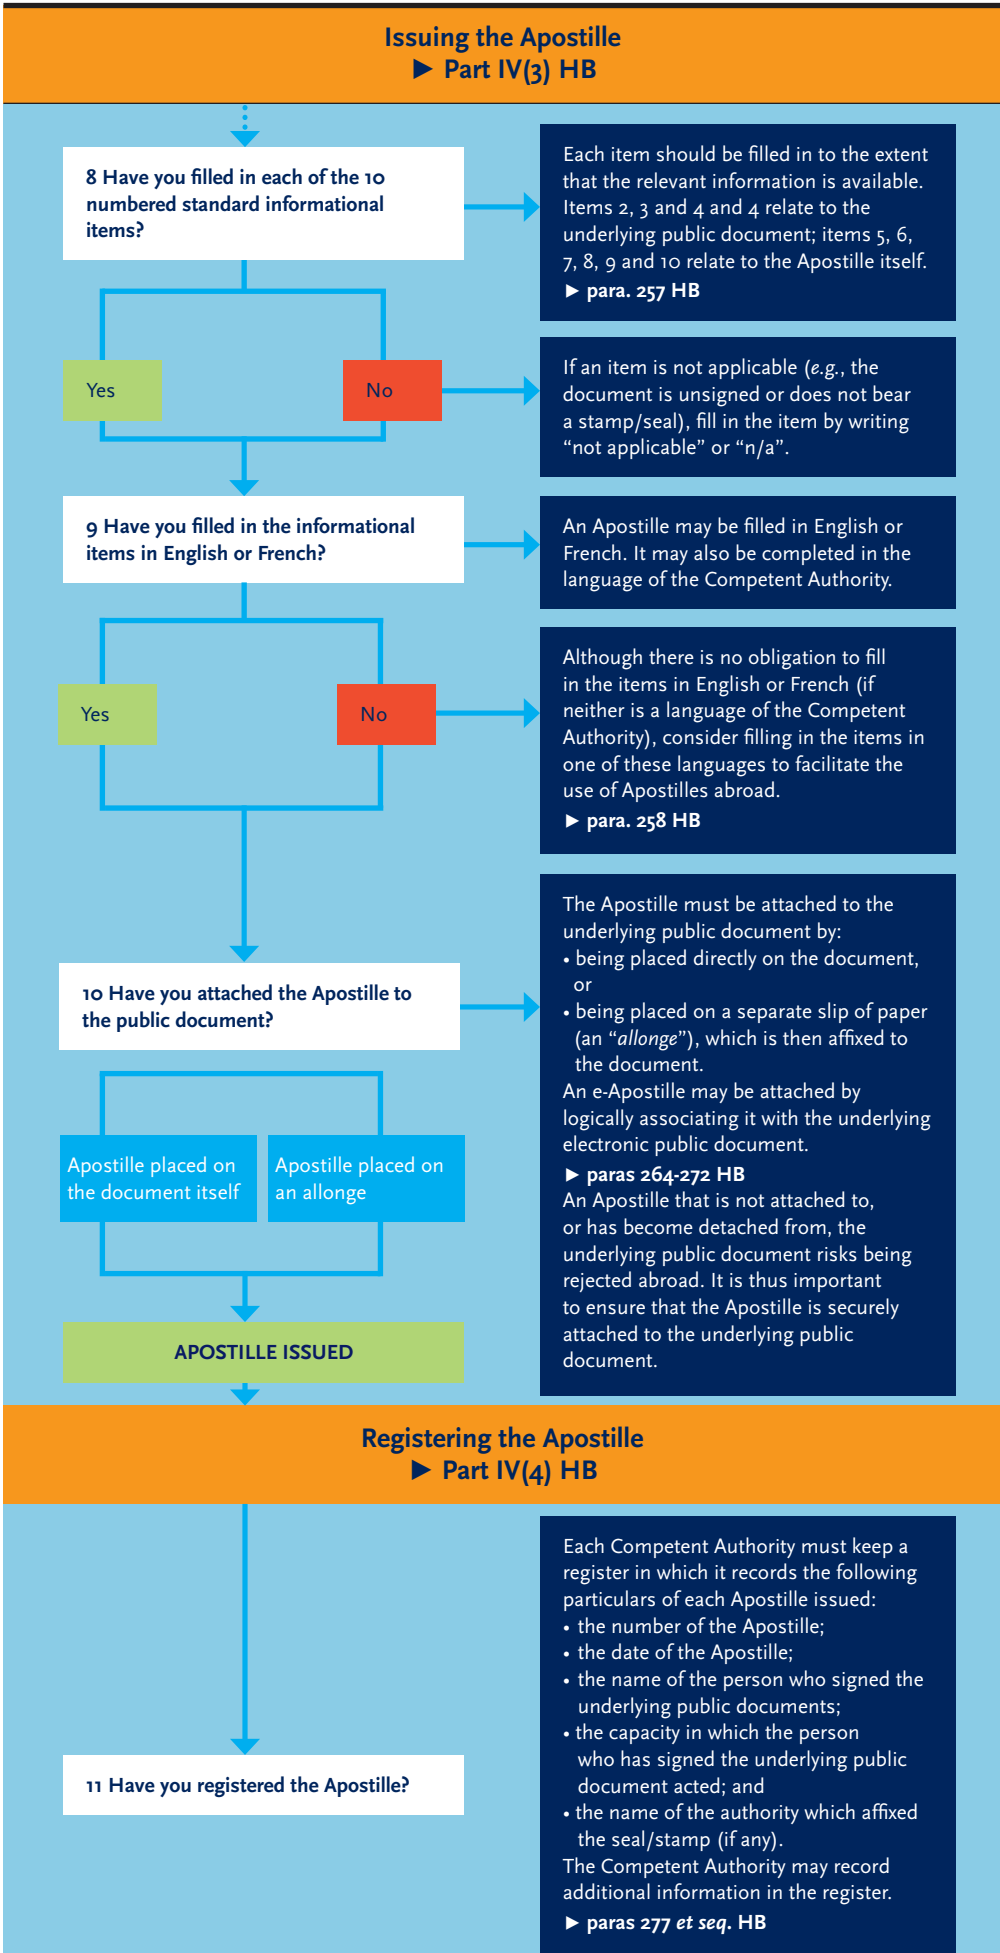 Issuing the Apostille
► Part IV(3) HB
8 Have you filled in each of the 10
numbered standard informational
items?
Each item should be filled in to the extent
that the relevant information is available.
Items 2, 3 and 4 and 4 relate to the
underlying public document; items 5, 6,
7, 8, 9 and 10 relate to the Apostille itself.
► para. 257 HB
Yes
No
If an item is not applicable (e.g., the
document is unsigned or does not bear
a stamp/seal), fill in the item by writing
“not applicable” or “n/a”.
9 Have you filled in the informational
items in English or French?
An Apostille may be filled in English or
French. It may also be completed in the
language of the Competent Authority.
Yes
No
Although there is no obligation to fill
in the items in English or French (if
neither is a language of the Competent
Authority), consider filling in the items in
one of these languages to facilitate the
use of Apostilles abroad.
► para. 258 HB
10 Have you attached the Apostille to
the public document?
The Apostille must be attached to the
underlying public document by:
• being placed directly on the document,
or
• being placed on a separate slip of paper
(an “allonge”), which is then affixed to
the document.
An e-Apostille may be attached by
logically associating it with the underlying
electronic public document.
► paras 264-272 HB
An Apostille that is not attached to,
or has become detached from, the
underlying public document risks being
rejected abroad. It is thus important
to ensure that the Apostille is securely
attached to the underlying public
document.
Apostille placed on
the document itself
Apostille placed on
an allonge
APOSTILLE ISSUED
Registering the Apostille
► Part IV(4) HB
11 Have you registered the Apostille?
Each Competent Authority must keep a
register in which it records the following
particulars of each Apostille issued:
• the number of the Apostille;
• the date of the Apostille;
• the name of the person who signed the
underlying public documents;
• the capacity in which the person
who has signed the underlying public
document acted; and
• the name of the authority which affixed
the seal/stamp (if any).
The Competent Authority may record
additional information in the register.
► paras 277 et seq. HB